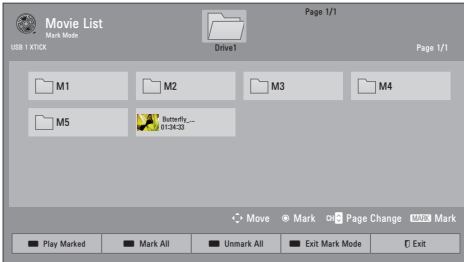 Movie List
Mark Mode
USB 1 XTICK
Drive1
Page 1/1
Page 1/1
M1
M2
M3
M4
M5
Butterfly_...
01:34:33
Move
Mark
CH Page Change
MARK Mark
Play Marked
Mark All
Unmark All
Exit Mark Mode
Exit